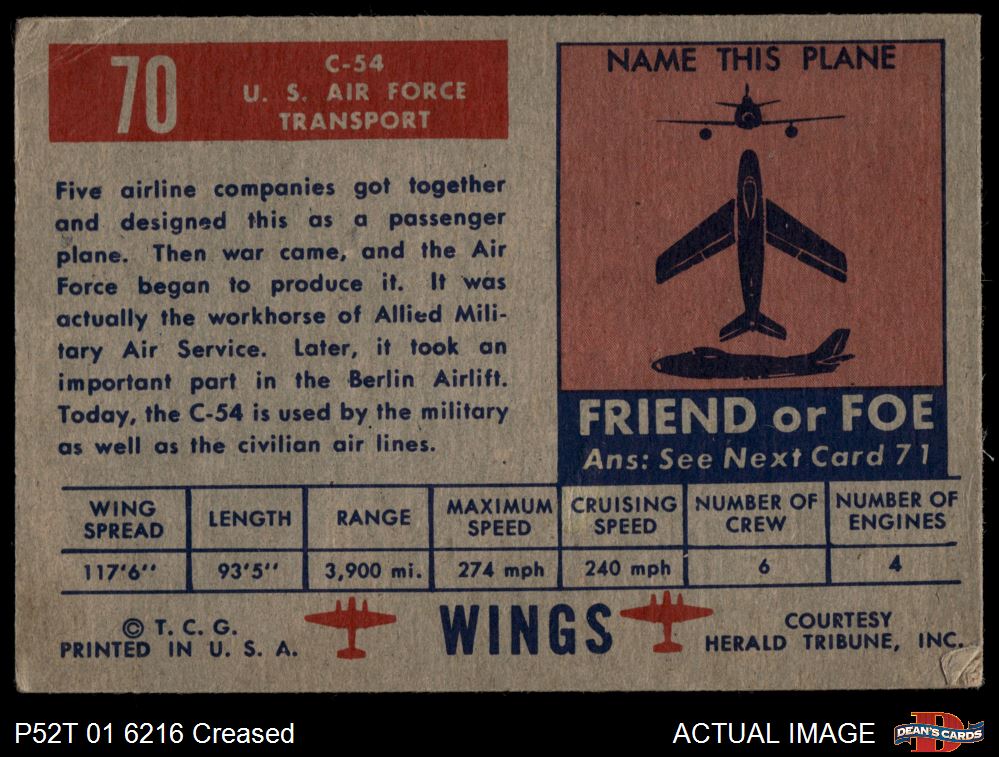 70
C-54
U. S. AIR FORCE
TRANSPORT
Five airline companies got together
and designed this as a passenger
plane. Then war came, and the Air
Force began to produce it. It was
actually the workhorse of Allied Mili-
tary Air Service. Later, it took an
important part in the Berlin Airlift.
Today, the C-54 is used by the military
as well as the civilian air lines.
NAME THIS PLANE
FRIEND or FOE
Ans: See Next Card 71
WING SPREAD LENGTH RANGE MAXIMUM SPEED CRUISING SPEED NUMBER OF CREW NUMBER OF ENGINES
117'6'' 93'5'' 3,900 mi. 274 mph 240 mph 6 4
© T. C. G.
PRINTED IN U. S. A.
WINGS
COURTESY
HERALD TRIBUNE, INC.
P52T 01 6216 Creased
ACTUAL IMAGE
DEAN'S CARDS